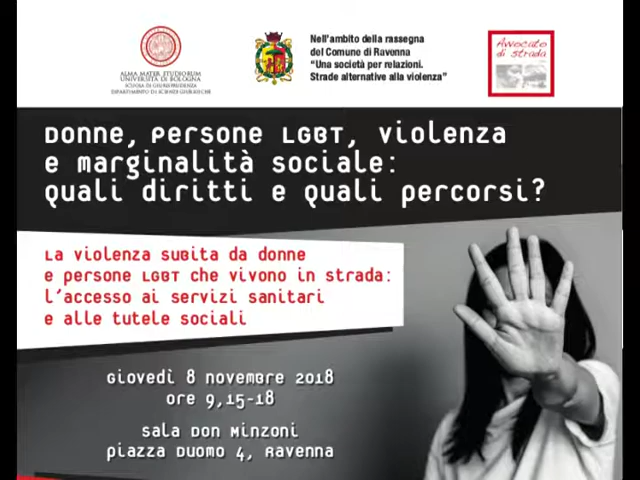 ALMA MATER STUDIORUM
UNIVERSITÀ DI BOLOGNA
SCUOLA DI GIURISPRUDENZA
DIPARTIMENTO DI SCIENZE GIURIDICHE
Nell'ambito della rassegna
del Comune di Ravenna
"Una società per relazioni.
Strade alternative alla violenza"
Avvocato
di strada
Donne, persone LGBT, violenza
e marginalità sociale:
quali diritti e quali percorsi?
La violenza subita da donne
e persone LGBT che vivono in strada:
l'accesso ai servizi sanitari
e alle tutele sociali
Giovedì 8 novembre 2018
ore 9,15-18
Sala Don Minzoni
Piazza Duomo 4, Ravenna